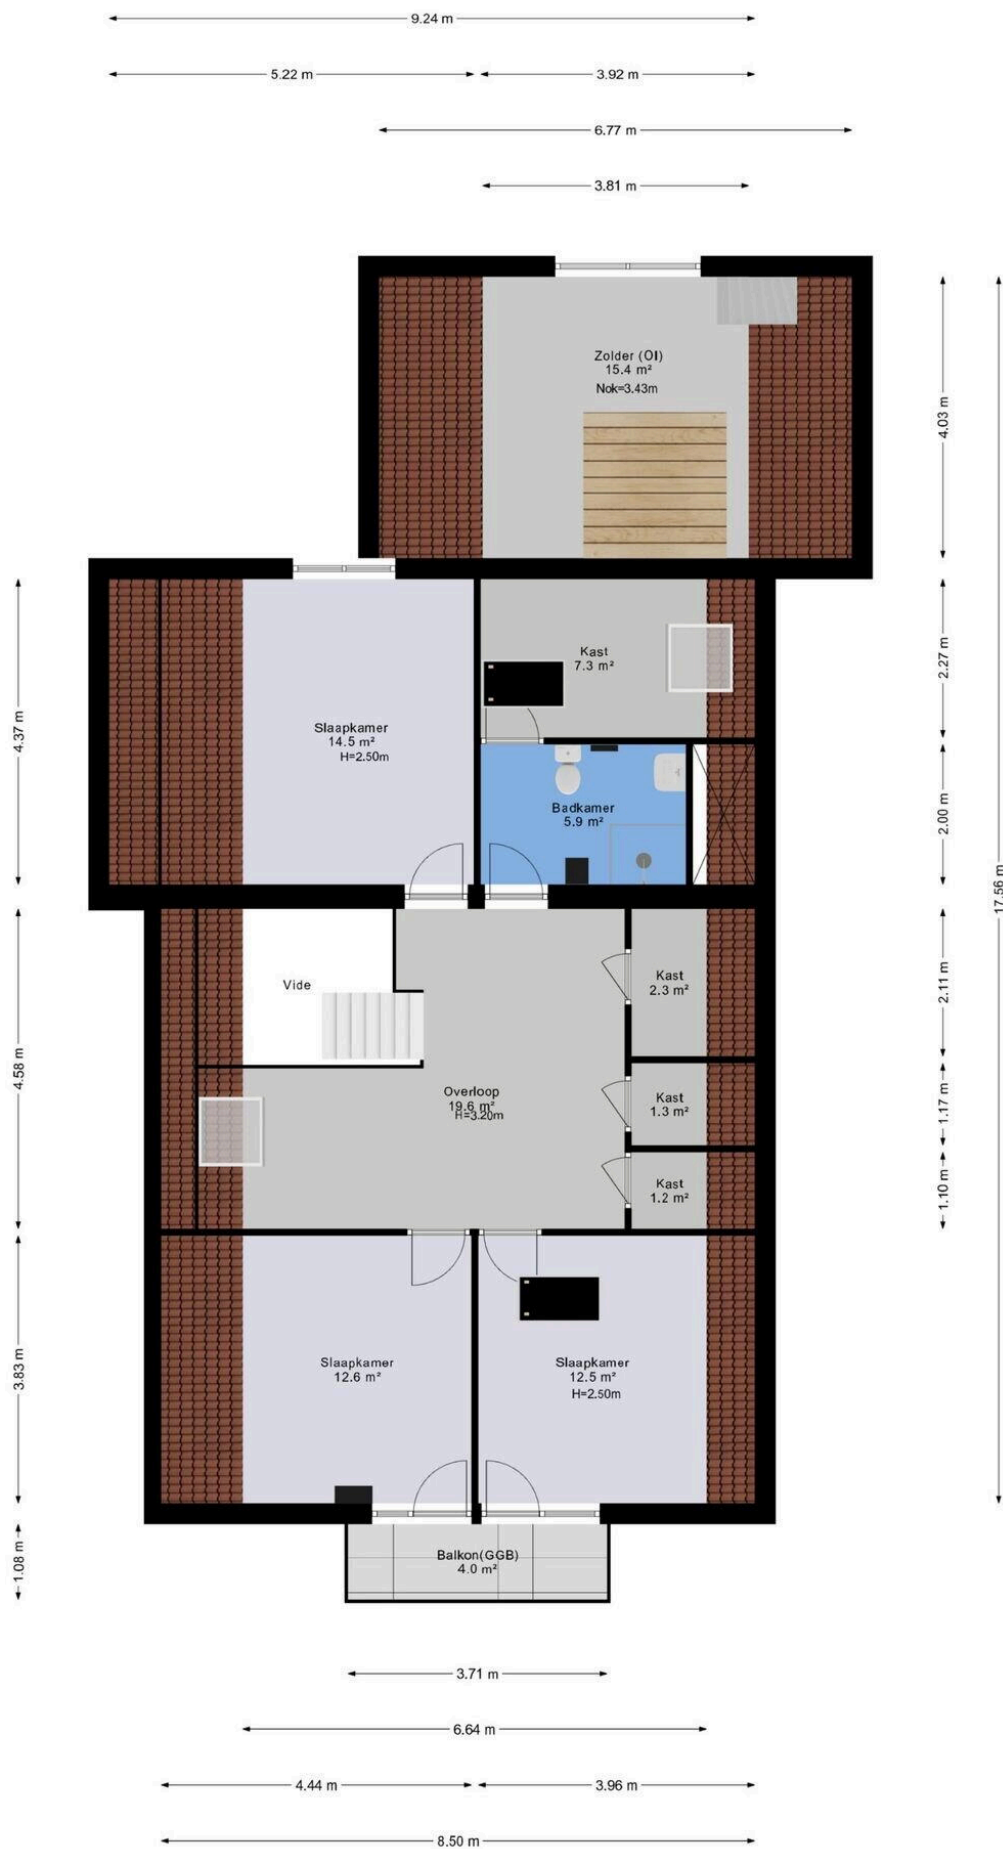 9.24 m
5.22 m
3.92 m
6.77 m
3.81 m
Zolder (OI)
15.4 m²
Nok=3.43m
4.03 m
17.56 m
Kast
7.3 m²
2.27 m
Slaapkamer
14.5 m²
H=2.50m
4.37 m
Badkamer
5.9 m²
2.00 m
Vide
Kast
2.3 m²
2.11 m
4.58 m
Overloop
19.6 m²
H=3.20m
Kast
1.3 m²
1.17 m
Kast
1.2 m²
1.10 m
Slaapkamer
12.6 m²
Slaapkamer
12.5 m²
H=2.50m
3.83 m
Balkon(GGB)
4.0 m²
1.08 m
3.71 m
6.64 m
4.44 m
3.96 m
8.50 m